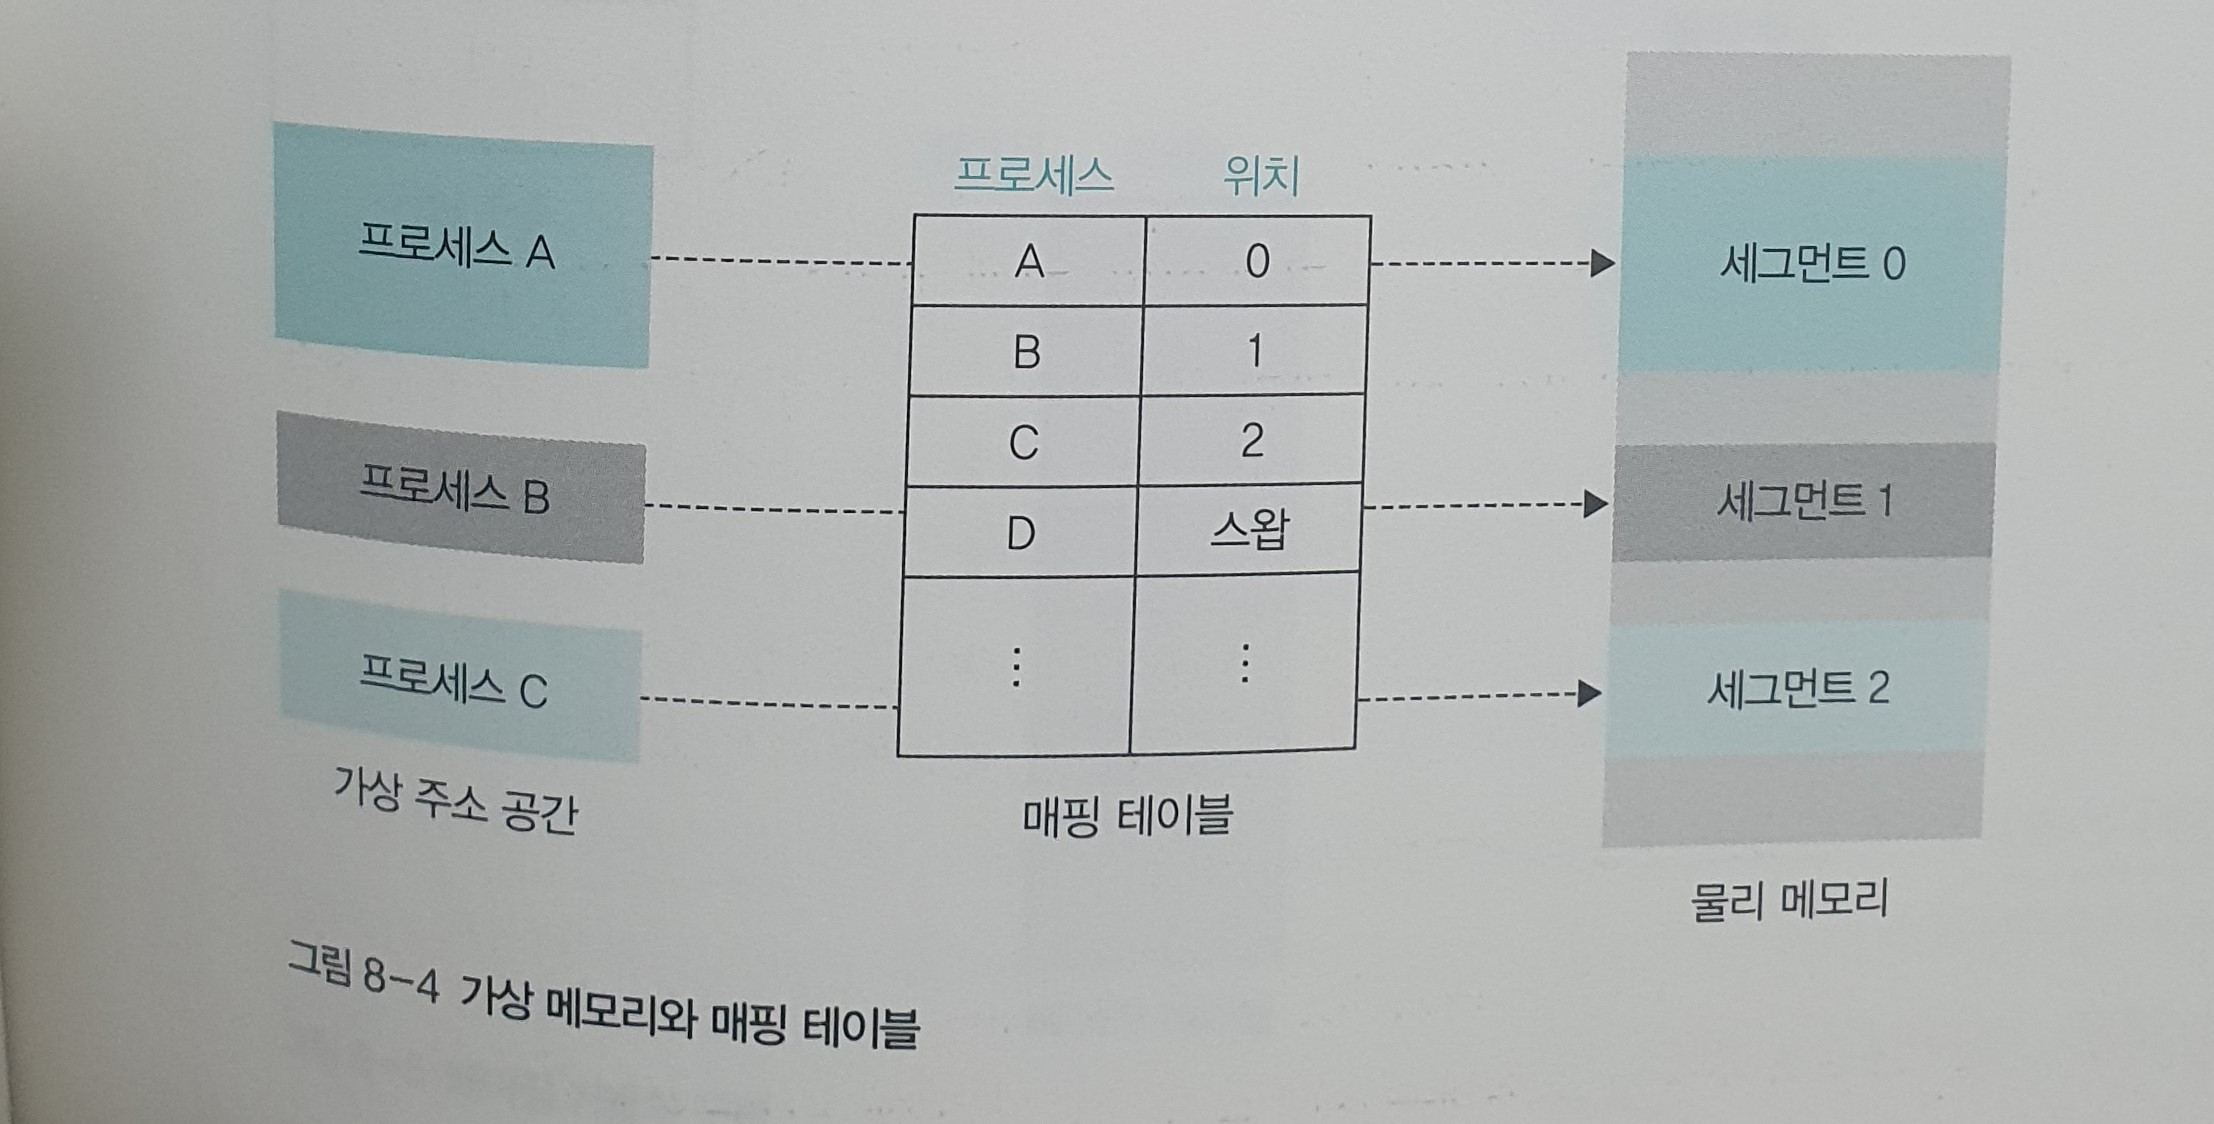 프로세스 A
프로세스 B
프로세스 C
가상 주소 공간
프로세스 위치
A 0
B 1
C 2
D 스왑
⋮ ⋮
매핑 테이블
세그먼트 0
세그먼트 1
세그먼트 2
물리 메모리
그림 8-4 가상 메모리와 매핑 테이블